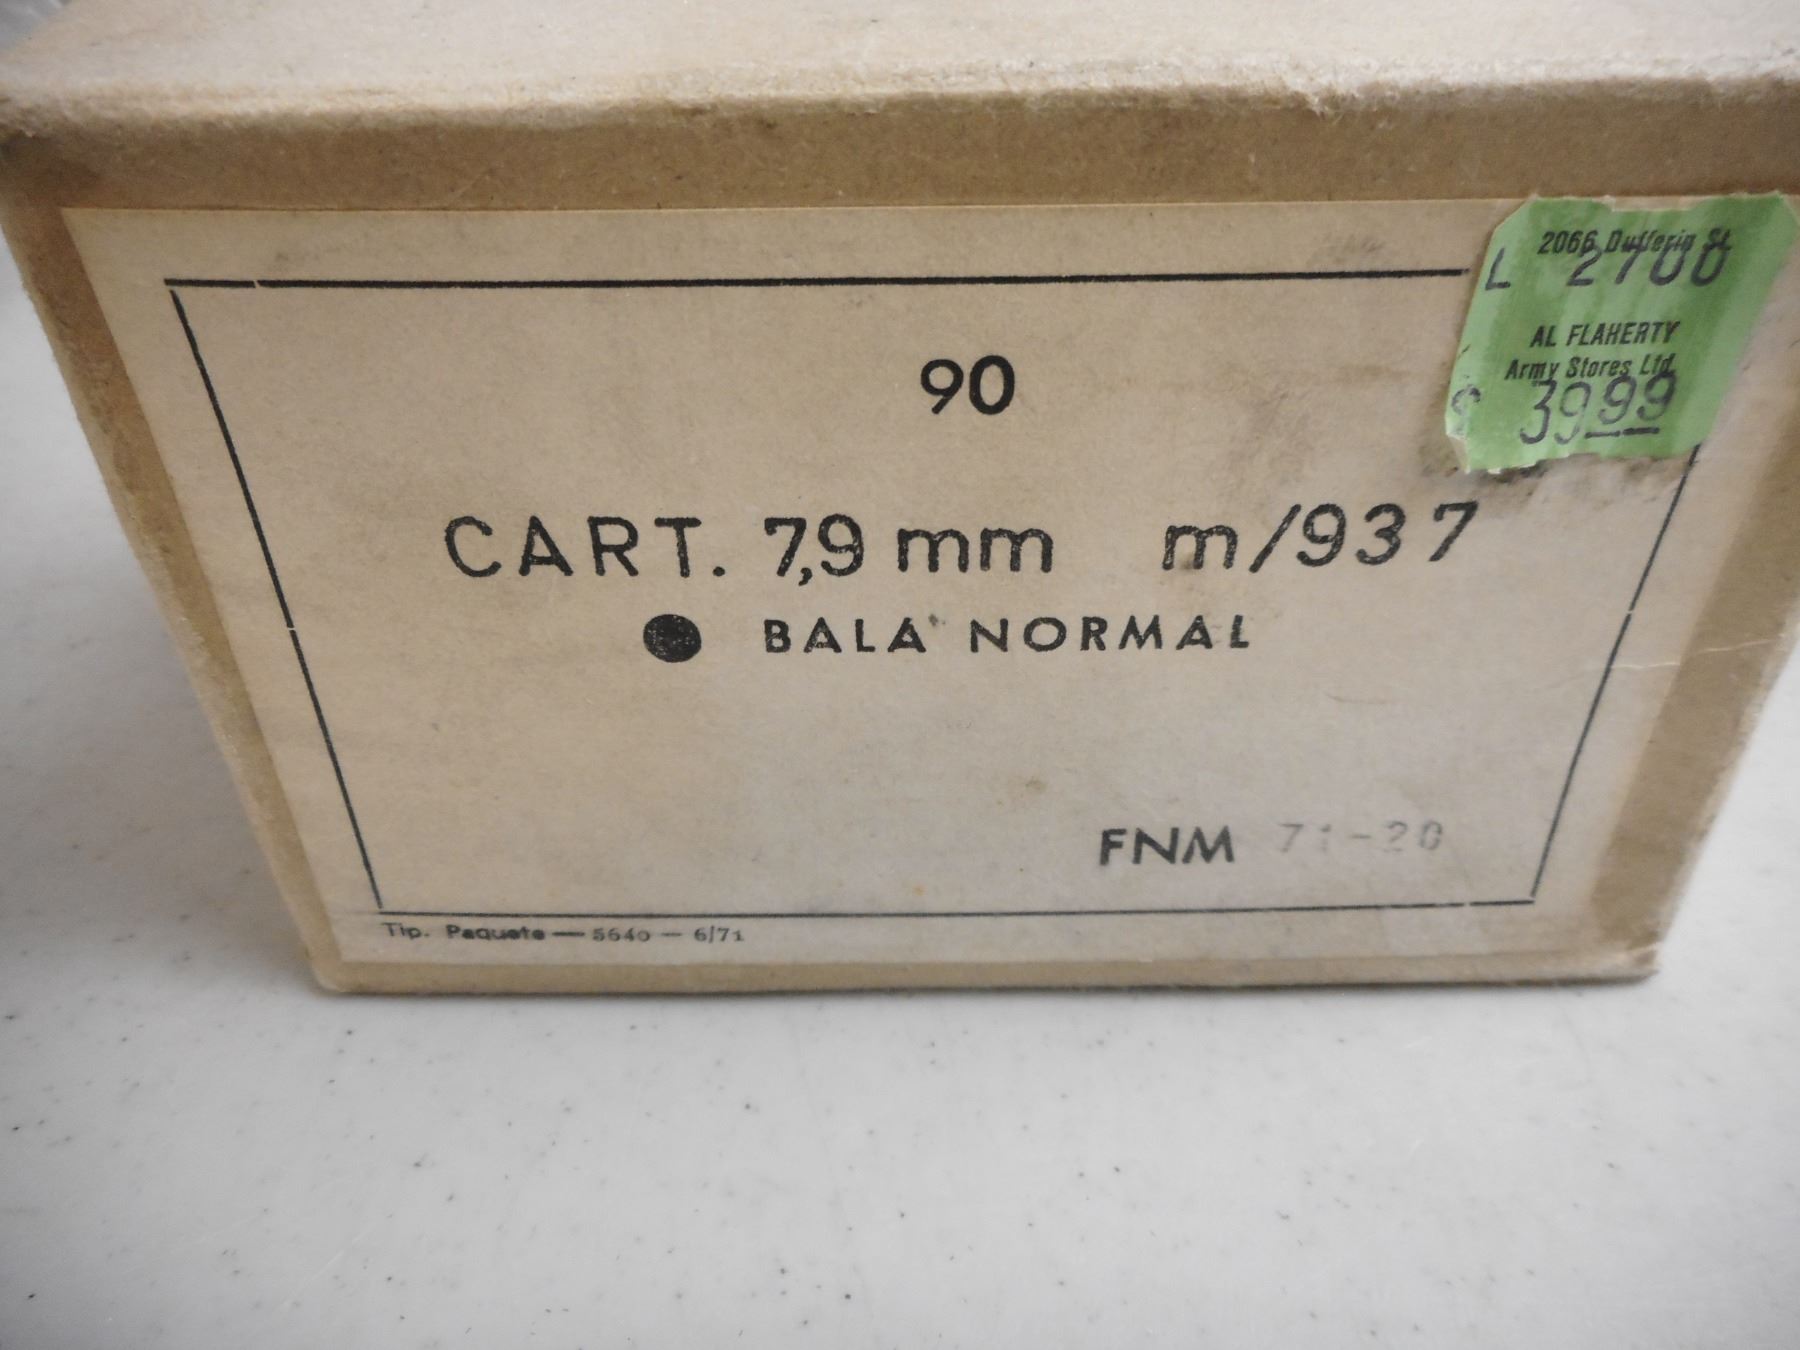 2066 Dufferin St.
L 2700
AL FLAHERTY
Army Stores Ltd.
$ 39.99
90
CART. 7,9 mm m/937
● BALA NORMAL
FNM 71-20
Tip. Paquete — 5640 — 6/71